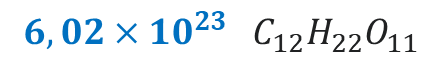 6,02 × 10²³ C₁₂H₂₂O₁₁